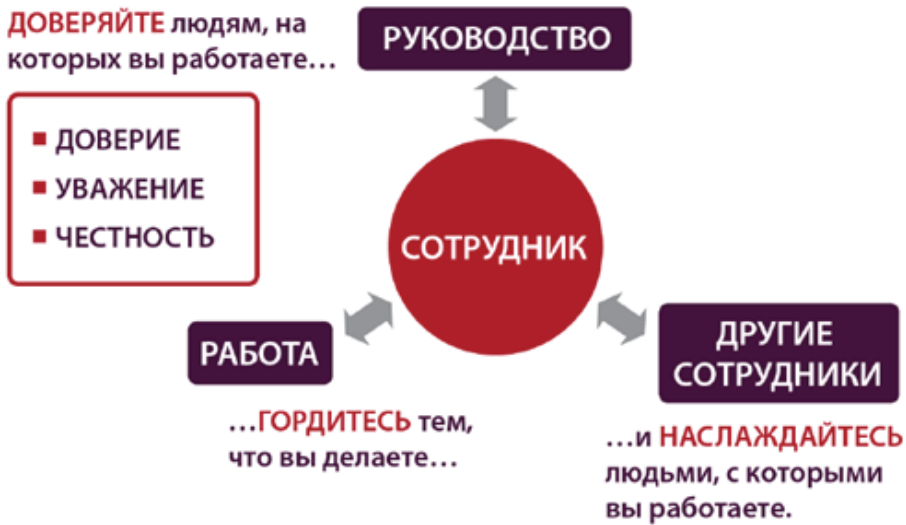 ДОВЕРЯЙТЕ людям, на
которых вы работаете…
РУКОВОДСТВО
▪ ДОВЕРИЕ
▪ УВАЖЕНИЕ
▪ ЧЕСТНОСТЬ
СОТРУДНИК
РАБОТА
ДРУГИЕ
СОТРУДНИКИ
…ГОРДИТЕСЬ тем,
что вы делаете…
…и НАСЛАЖДАЙТЕСЬ
людьми, с которыми
вы работаете.